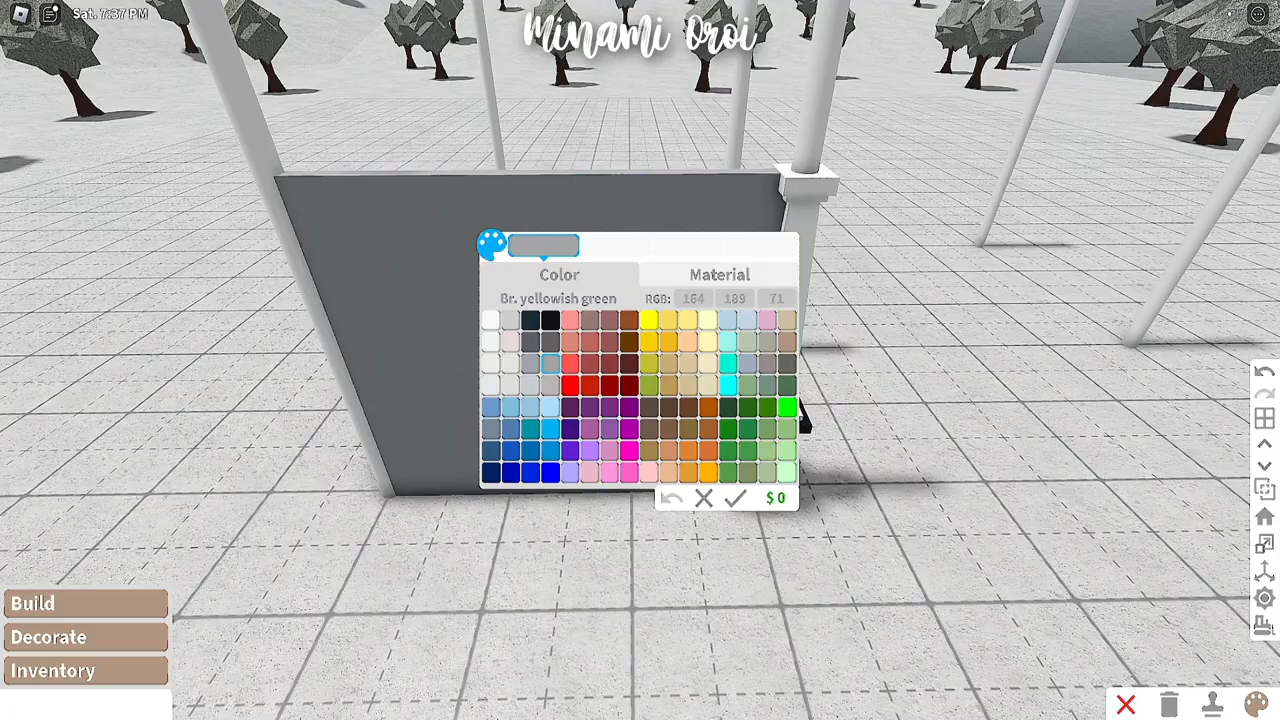 Sat. 7:37 PM
Minami Oroi
Color
Material
Br. yellowish green
RGB: 164 189 71
$ 0
Build
Decorate
Inventory